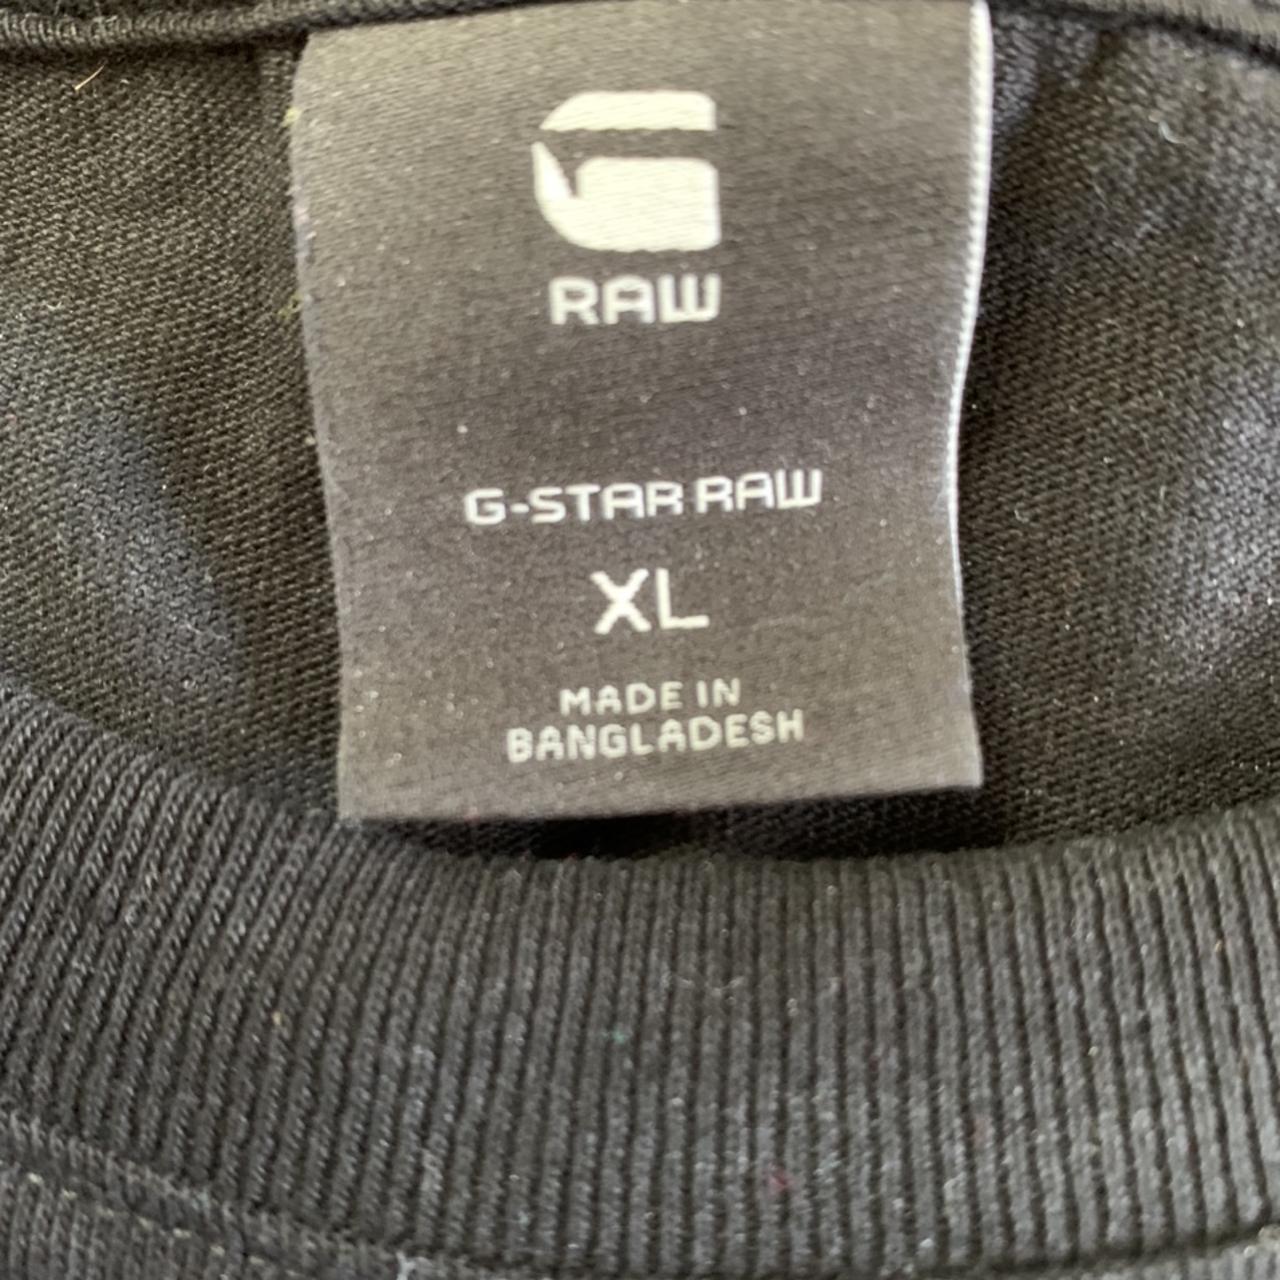 RAW
G-STAR RAW
XL
MADE IN
BANGLADESH